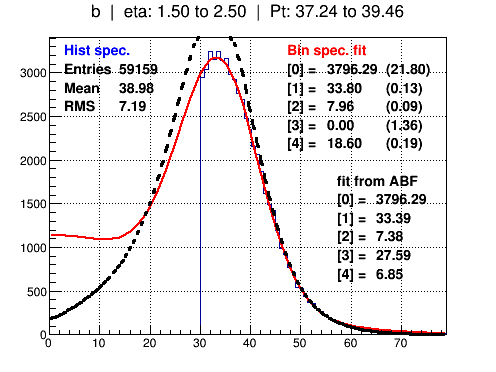 b | eta: 1.50 to 2.50 | Pt: 37.24 to 39.46
Hist spec.
Entries 59159
Mean 38.98
RMS 7.19
Bin spec. fit
[0] = 3796.29 (21.80)
[1] = 33.80 (0.13)
[2] = 7.96 (0.09)
[3] = 0.00 (1.36)
[4] = 18.60 (0.19)
fit from ABF
[0] = 3796.29
[1] = 33.39
[2] = 7.38
[3] = 27.59
[4] = 6.85
3000
2500
2000
1500
1000
500
0
0 10 20 30 40 50 60 70